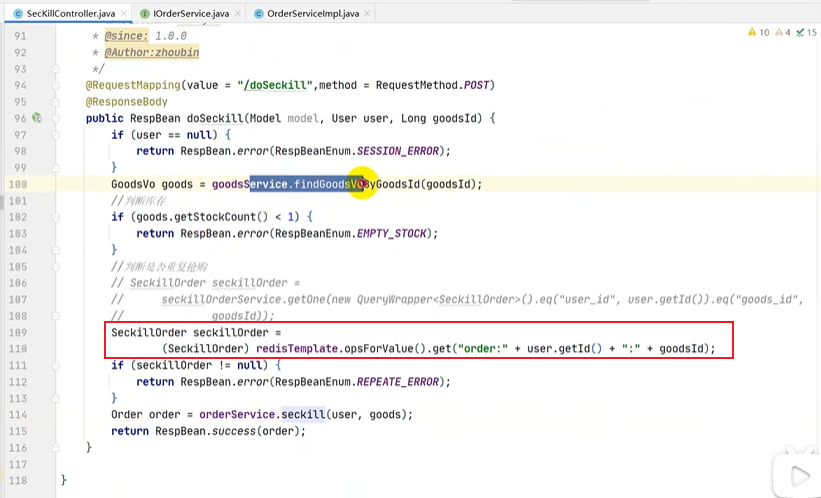 SecKillController.java
IOrderService.java
OrderServiceImpl.java
10 4 15
91 * @since: 1.0.0
92 * @Author:zhoubin
93 */
94 @RequestMapping(value = "/doSeckill",method = RequestMethod.POST)
95 @ResponseBody
96 public RespBean doSeckill(Model model, User user, Long goodsId) {
97 if (user == null) {
98 return RespBean.error(RespBeanEnum.SESSION_ERROR);
99 }
100 GoodsVo goods = goodsService.findGoodsVoByGoodsId(goodsId);
101 //判断库存
102 if (goods.getStockCount() < 1) {
103 return RespBean.error(RespBeanEnum.EMPTY_STOCK);
104 }
105 //判断是否重复抢购
106 // SeckillOrder seckillOrder =
107 // seckillOrderService.getOne(new QueryWrapper<SeckillOrder>().eq("user_id", user.getId()).eq("goods_id",
108 // goodsId));
109 SeckillOrder seckillOrder =
110 (SeckillOrder) redisTemplate.opsForValue().get("order:" + user.getId() + ":" + goodsId);
111 if (seckillOrder != null) {
112 return RespBean.error(RespBeanEnum.REPEATE_ERROR);
113 }
114 Order order = orderService.seckill(user, goods);
115 return RespBean.success(order);
116 }
117
118 }